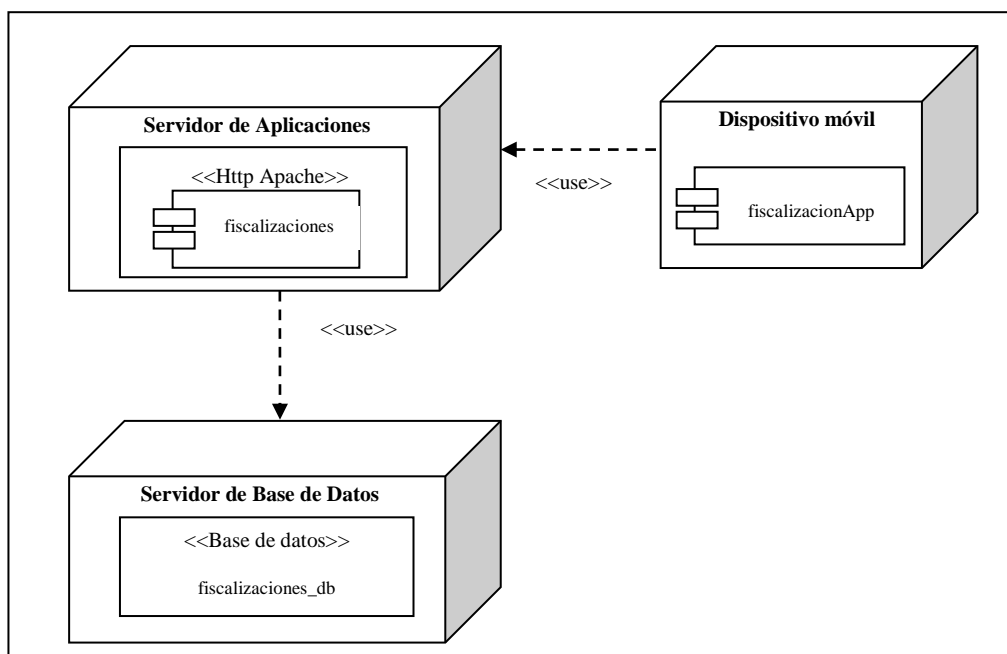 Servidor de Aplicaciones
<<Http Apache>>
fiscalizaciones
Dispositivo móvil
fiscalizacionApp
<<use>>
<<use>>
Servidor de Base de Datos
<<Base de datos>>
fiscalizaciones_db